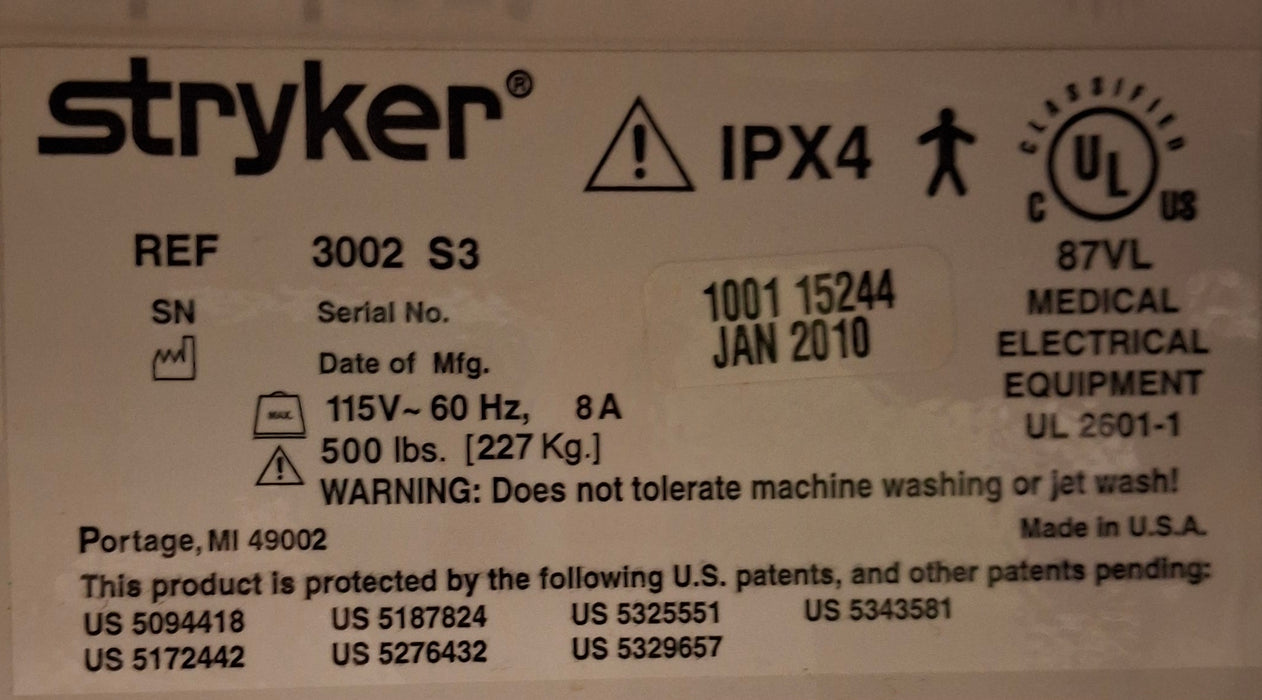 stryker®
IPX4
CLASSIFIED
C UL US
REF 3002 S3
87VL
MEDICAL
ELECTRICAL
EQUIPMENT
UL 2601-1
SN Serial No. 1001 15244
Date of Mfg. JAN 2010
MAX. 115V~ 60 Hz, 8 A
500 lbs. [227 Kg.]
WARNING: Does not tolerate machine washing or jet wash!
Portage, MI 49002
Made in U.S.A.
This product is protected by the following U.S. patents, and other patents pending:
US 5094418 US 5187824 US 5325551 US 5343581
US 5172442 US 5276432 US 5329657